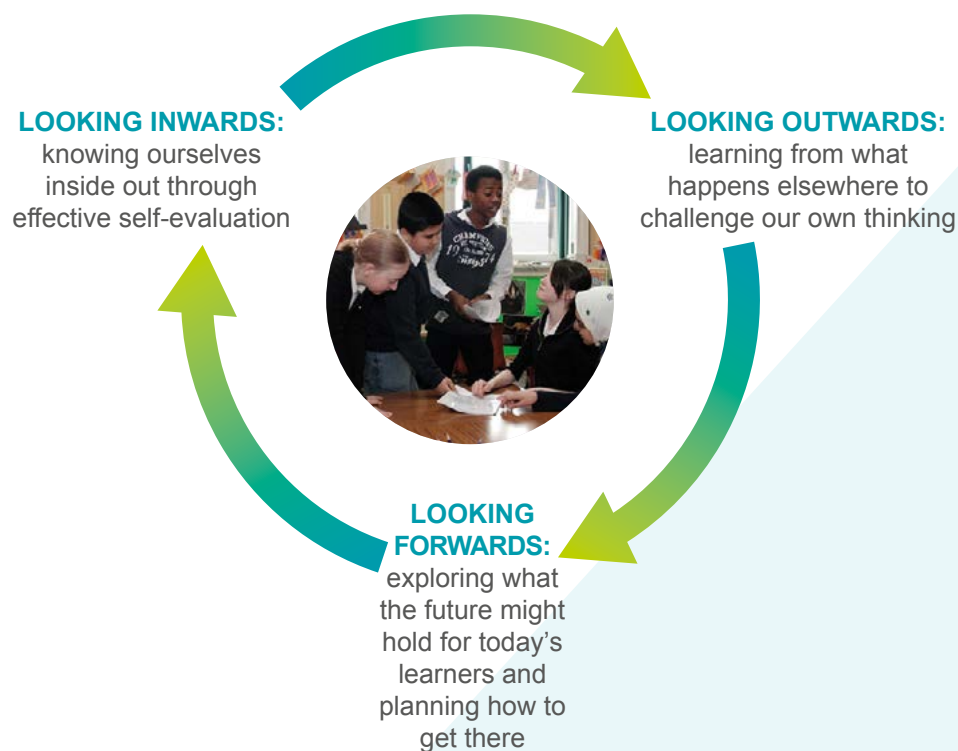 LOOKING INWARDS:
knowing ourselves
inside out through
effective self-evaluation
LOOKING OUTWARDS:
learning from what
happens elsewhere to
challenge our own thinking
CHAMPIONS
LOOKING
FORWARDS:
exploring what
the future might
hold for today’s
learners and
planning how to
get there